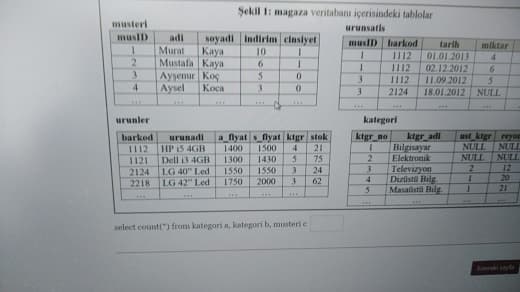 Şekil 1: magaza veritabanı içerisindeki tablolar
musteri
musID adi soyadi indirim cinsiyet
1 Murat Kaya 10 1
2 Mustafa Kaya 6 1
3 Ayşenur Koç 5 0
4 Aysel Koca 3 0
... ... ... ... ...
urunsatis
musID barkod tarih mikter
1 1112 01.01.2013 4
1 1112 02.12.2012 6
3 1112 11.09.2012 5
3 2124 18.01.2012 NULL
... ... ... ...
urunler
barkod urunadi a_fiyat s_fiyat ktgr stok
1112 HP i5 4GB 1400 1500 4 21
1121 Dell i3 4GB 1300 1430 5 75
2124 LG 40" Led 1550 1550 3 24
2218 LG 42" Led 1750 2000 3 62
... ... ... ... ... ...
kategori
ktgr_no ktgr_adi ust_ktgr reyon
1 Bilgisayar NULL NULL
2 Elektronik NULL NULL
3 Televizyon 2 12
4 Dizüstü Bilg. 1 20
5 Masaüstü Bilg. 1 21
... ... ... ...
select count(*) from kategori a, kategori b, musteri c
Sonraki sayfa